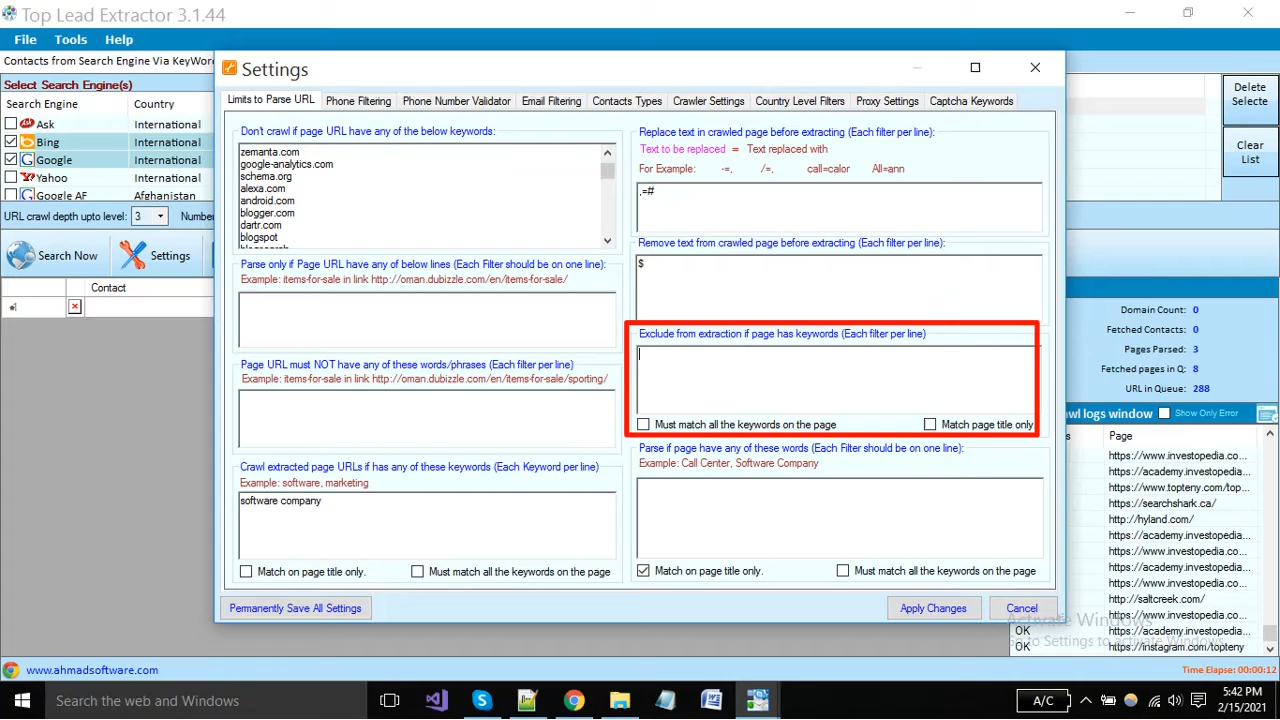 Top Lead Extractor 3.1.44
File Tools Help
Contacts from Search Engine Via KeyWor
Select Search Engine(s)
Search Engine Country
Ask International
Bing International
Google International
Yahoo International
Google AF Afghanistan
URL crawl depth upto level: 3 Number
Search Now Settings
Contact
Settings
Limits to Parse URL Phone Filtering Phone Number Validator Email Filtering Contacts Types Crawler Settings Country Level Filters Proxy Settings Captcha Keywords
Don't crawl if page URL have any of the below keywords:
zemanta.com
google-analytics.com
schema.org
alexa.com
android.com
blogger.com
dartr.com
blogspot
Parse only if Page URL have any of below lines (Each Filter should be on one line):
Example: items-for-sale in link http://oman.dubizzle.com/en/items-for-sale/
Page URL must NOT have any of these words/phrases (Each filter per line)
Example: items-for-sale in link http://oman.dubizzle.com/en/items-for-sale/sporting/
Crawl extracted page URLs if has any of these keywords (Each Keyword per line)
Example: software, marketing
software company
Match on page title only. Must match all the keywords on the page
Replace text in crawled page before extracting (Each filter per line):
Text to be replaced = Text replaced with
For Example: -=, /=, call=calor All=ann
.=#
Remove text from crawled page before extracting (Each filter per line):
$
Exclude from extraction if page has keywords (Each filter per line)
Must match all the keywords on the page Match page title only
Parse if page have any of these words (Each Filter should be on one line):
Example: Call Center, Software Company
Match on page title only. Must match all the keywords on the page
Permanently Save All Settings Apply Changes Cancel
Delete
Selecte
Clear
List
Domain Count: 0
Fetched Contacts: 0
Pages Parsed: 3
Fetched pages in Q: 8
URL in Queue: 288
wl logs window Show Only Error
s Page
https://www.investopedia.co...
https://academy.investopedia...
https://www.topteny.com/top...
https://searchshark.ca/
http://hyland.com/
https://academy.investopedia...
https://www.investopedia.co...
https://academy.investopedia...
https://www.investopedia.co...
http://saltcreek.com/
https://www.investopedia.co...
OK https://academy.investopedia...
OK https://instagram.com/topteny
Activate Windows
Go to Settings to activate Windows.
www.ahmadsoftware.com
Time Elapse: 00:00:12
Search the web and Windows
A/C
5:42 PM
2/15/2021